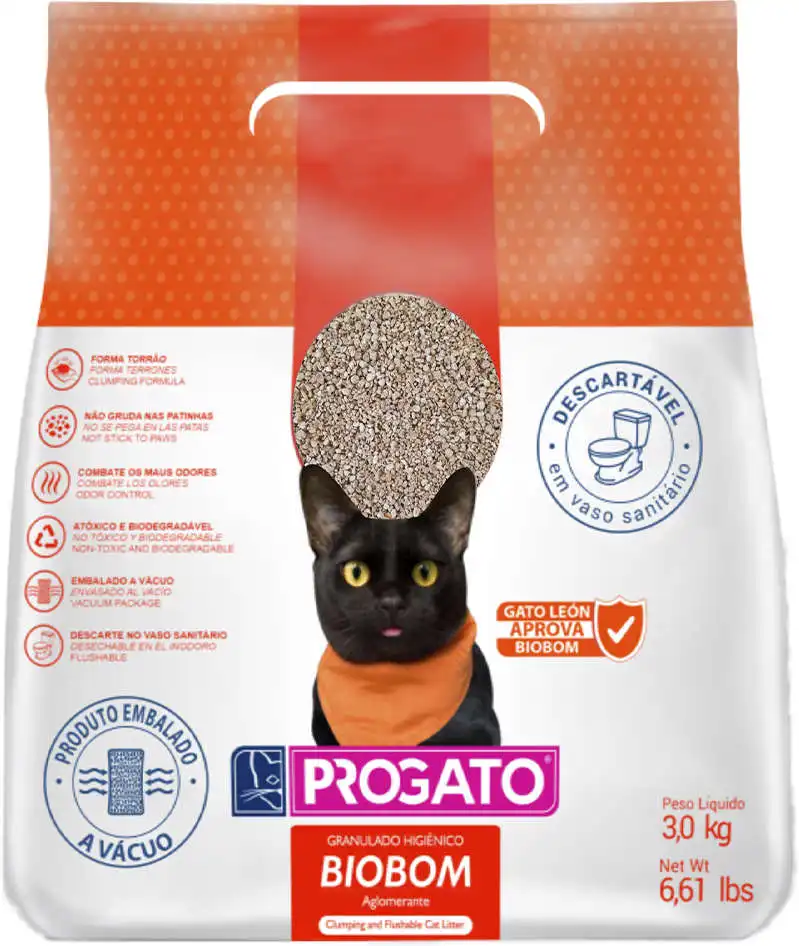 FORMA TORRÃO
FORMA TERRONES
CLUMPING FORMULA
NÃO GRUDA NAS PATINHAS
NO SE PEGA EN LAS PATAS
NOT STICK TO PAWS
COMBATE OS MAUS ODORES
COMBATE LOS OLORES
ODOR CONTROL
ATÓXICO E BIODEGRADÁVEL
NO TÓXICO Y BIODEGRADABLE
NON-TOXIC AND BIODEGRADABLE
EMBALADO A VÁCUO
ENVASADO AL VACÍO
VACUUM PACKAGE
DESCARTE NO VASO SANITÁRIO
DESECHABLE EN EL INODORO
FLUSHABLE
DESCARTÁVEL
em vaso sanitário
GATO LEÓN
APROVA
BIOBOM
PRODUTO EMBALADO
A VÁCUO
PROGATO®
GRANULADO HIGIÊNICO
BIOBOM
Aglomerante
Clumping and Flushable Cat Litter
Peso Líquido
3,0 kg
Net Wt
6,61 lbs